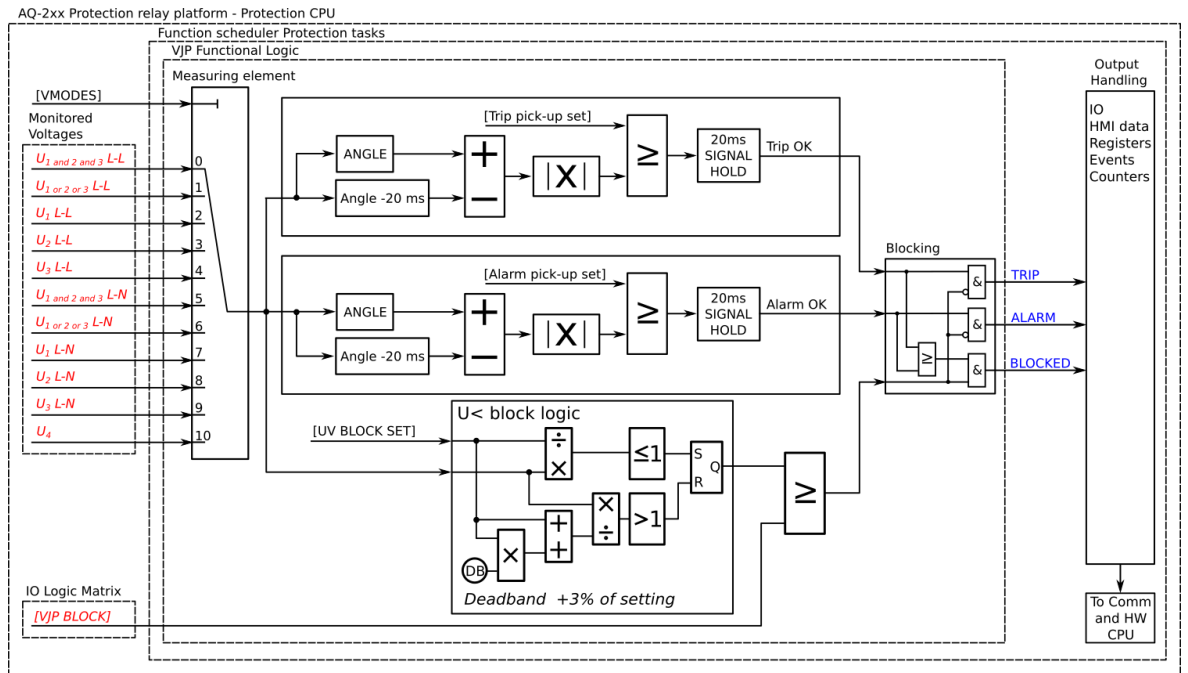 AQ-2xx Protection relay platform - Protection CPU
Function scheduler Protection tasks
VJP Functional Logic
Measuring element
[VMODES]
Monitored
Voltages
U1 and 2 and 3 L-L
U1 or 2 or 3 L-L
U1 L-L
U2 L-L
U3 L-L
U1 and 2 and 3 L-N
U1 or 2 or 3 L-N
U1 L-N
U2 L-N
U3 L-N
U4
0
1
2
3
4
5
6
7
8
9
10
[Trip pick-up set]
ANGLE
Angle -20 ms
+
−
|X|
≥
20ms
SIGNAL
HOLD
Trip OK
[Alarm pick-up set]
ANGLE
Angle -20 ms
+
−
|X|
≥
20ms
SIGNAL
HOLD
Alarm OK
U< block logic
[UV BLOCK SET]
÷
×
≤1
S
Q
R
×
÷
>1
+
+
×
DB
Deadband +3% of setting
≥
Blocking
&
&
≥
&
TRIP
ALARM
BLOCKED
Output
Handling
IO
HMI data
Registers
Events
Counters
To Comm
and HW
CPU
IO Logic Matrix
[VJP BLOCK]